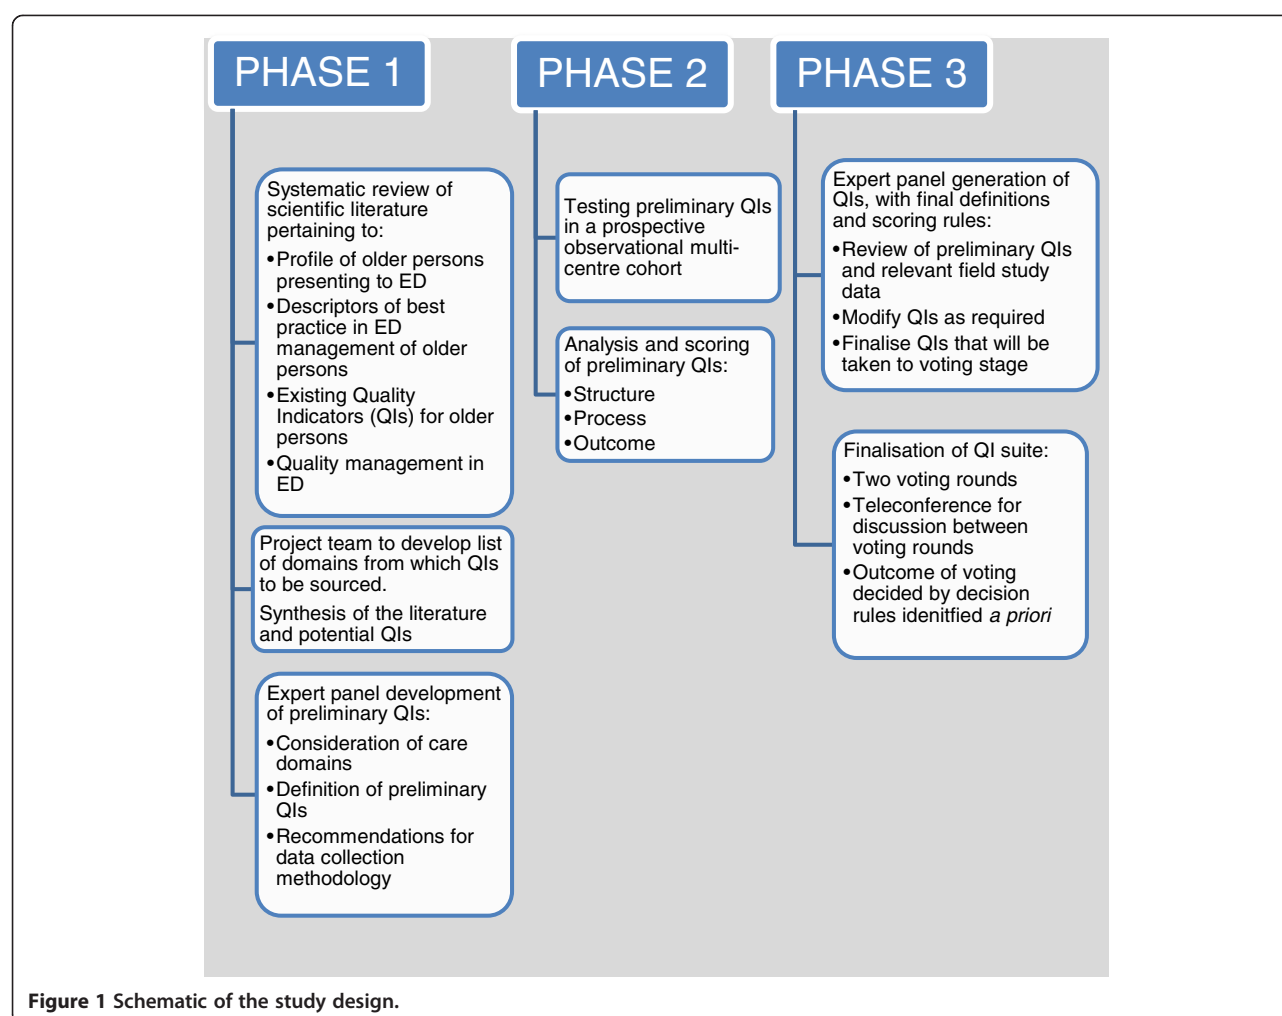 PHASE 1
Systematic review of
scientific literature
pertaining to:
•Profile of older persons
presenting to ED
•Descriptors of best
practice in ED
management of older
persons
•Existing Quality
Indicators (QIs) for older
persons
•Quality management in
ED
Project team to develop list
of domains from which QIs
to be sourced.
Synthesis of the literature
and potential QIs
Expert panel development
of preliminary QIs:
•Consideration of care
domains
•Definition of preliminary
QIs
•Recommendations for
data collection
methodology
PHASE 2
Testing preliminary QIs
in a prospective
observational multi-
centre cohort
Analysis and scoring
of preliminary QIs:
•Structure
•Process
•Outcome
PHASE 3
Expert panel generation of
QIs, with final definitions
and scoring rules:
•Review of preliminary QIs
and relevant field study
data
•Modify QIs as required
•Finalise QIs that will be
taken to voting stage
Finalisation of QI suite:
•Two voting rounds
•Teleconference for
discussion between
voting rounds
•Outcome of voting
decided by decision
rules idenitfied a priori
Figure 1 Schematic of the study design.